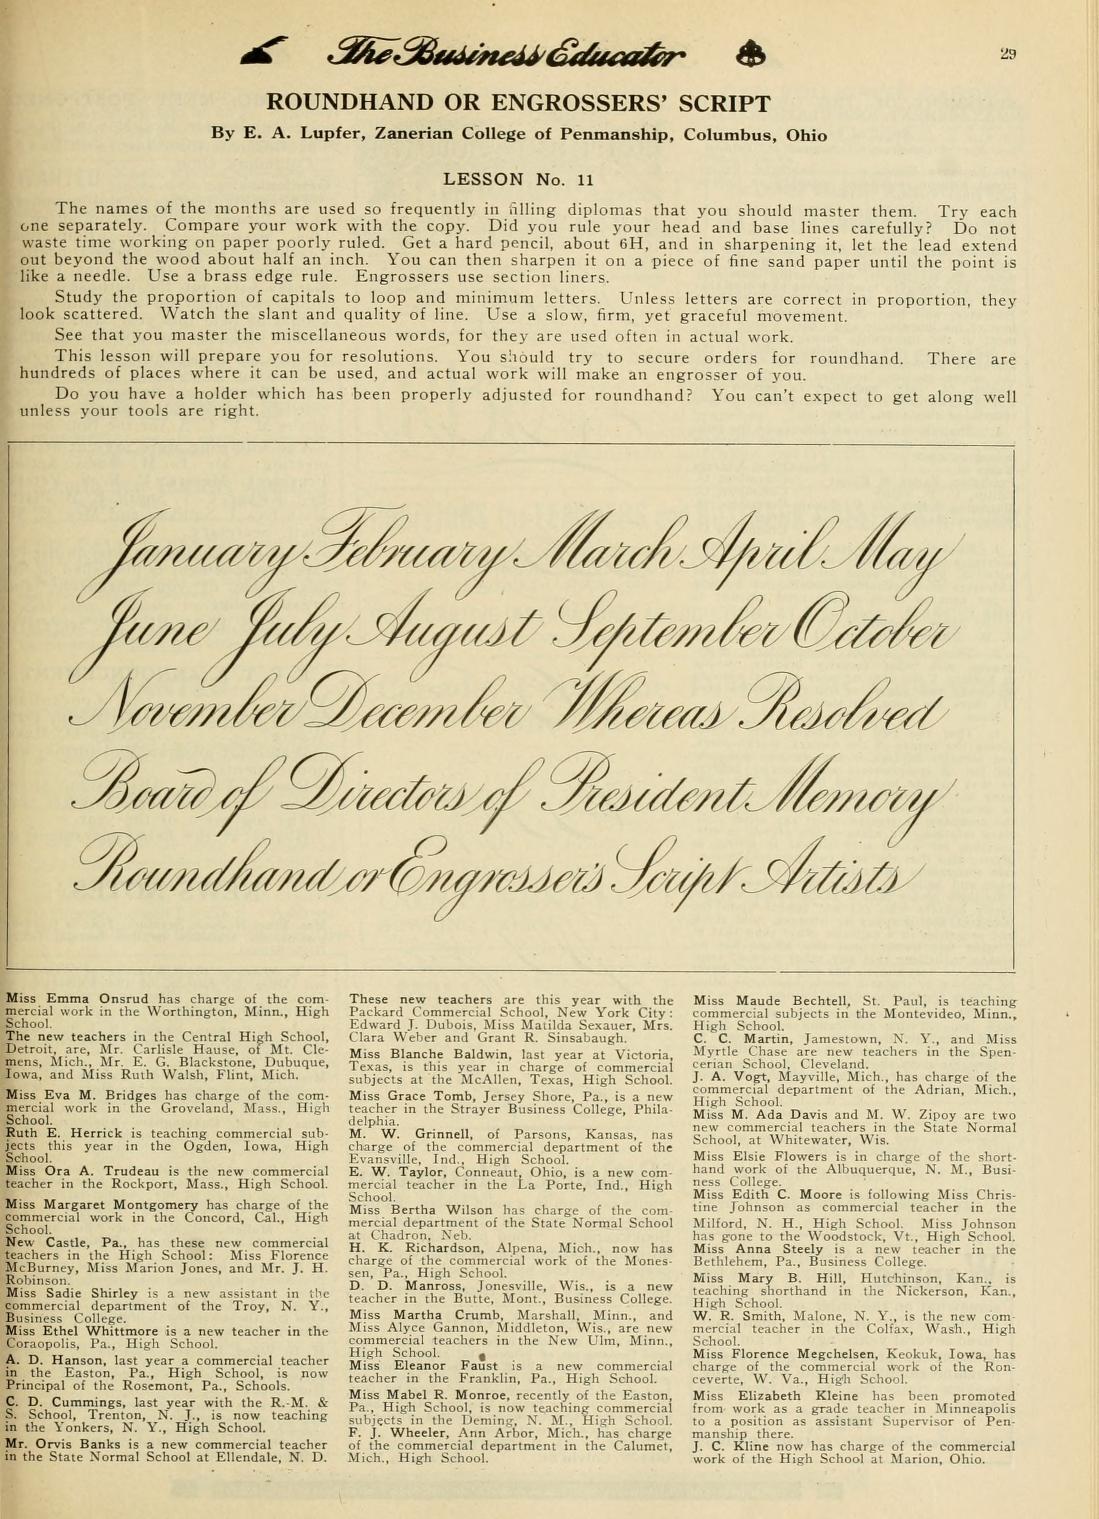 The Business Educator
29
ROUNDHAND OR ENGROSSERS' SCRIPT
By E. A. Lupfer, Zanerian College of Penmanship, Columbus, Ohio
LESSON No. 11
The names of the months are used so frequently in filling diplomas that you should master them. Try each
one separately. Compare your work with the copy. Did you rule your head and base lines carefully? Do not
waste time working on paper poorly ruled. Get a hard pencil, about 6H, and in sharpening it, let the lead extend
out beyond the wood about half an inch. You can then sharpen it on a piece of fine sand paper until the point is
like a needle. Use a brass edge rule. Engrossers use section liners.
Study the proportion of capitals to loop and minimum letters. Unless letters are correct in proportion, they
look scattered. Watch the slant and quality of line. Use a slow, firm, yet graceful movement.
See that you master the miscellaneous words, for they are used often in actual work.
This lesson will prepare you for resolutions. You should try to secure orders for roundhand. There are
hundreds of places where it can be used, and actual work will make an engrosser of you.
Do you have a holder which has been properly adjusted for roundhand? You can't expect to get along well
unless your tools are right.
January February March April May
June July August September October
November December Whereas Resolved
Board of Directors of President Memory
Roundhand or Engrosser's Script Artists
Miss Emma Onsrud has charge of the com-
mercial work in the Worthington, Minn., High
School.
The new teachers in the Central High School,
Detroit, are, Mr. Carlisle Hause, of Mt. Cle-
mens, Mich., Mr. E. G. Blackstone, Dubuque,
Iowa, and Miss Ruth Walsh, Flint, Mich.
Miss Eva M. Bridges has charge of the com-
mercial work in the Groveland, Mass., High
School.
Ruth E. Herrick is teaching commercial sub-
jects this year in the Ogden, Iowa, High
School.
Miss Ora A. Trudeau is the new commercial
teacher in the Rockport, Mass., High School.
Miss Margaret Montgomery has charge of the
commercial work in the Concord, Cal., High
School.
New Castle, Pa., has these new commercial
teachers in the High School: Miss Florence
McBurney, Miss Marion Jones, and Mr. J. H.
Robinson.
Miss Sadie Shirley is a new assistant in the
commercial department of the Troy, N. Y.,
Business College.
Miss Ethel Whittmore is a new teacher in the
Coraopolis, Pa., High School.
A. D. Hanson, last year a commercial teacher
in the Easton, Pa., High School, is now
Principal of the Rosemont, Pa., Schools.
C. D. Cummings, last year with the R.-M. &
S. School, Trenton, N. J., is now teaching
in the Yonkers, N. Y., High School.
Mr. Orvis Banks is a new commercial teacher
in the State Normal School at Ellendale, N. D.
These new teachers are this year with the
Packard Commercial School, New York City:
Edward J. Dubois, Miss Matilda Sexauer, Mrs.
Clara Weber and Grant R. Sinsabaugh.
Miss Blanche Baldwin, last year at Victoria,
Texas, is this year in charge of commercial
subjects at the McAllen, Texas, High School.
Miss Grace Tomb, Jersey Shore, Pa., is a new
teacher in the Strayer Business College, Phila-
delphia.
M. W. Grinnell, of Parsons, Kansas, has
charge of the commercial department of the
Evansville, Ind., High School.
E. W. Taylor, Conneaut, Ohio, is a new com-
mercial teacher in the La Porte, Ind., High
School.
Miss Bertha Wilson has charge of the com-
mercial department of the State Normal School
at Chadron, Neb.
H. K. Richardson, Alpena, Mich., now has
charge of the commercial work of the Mones-
sen, Pa., High School.
D. D. Manross, Jonesville, Wis., is a new
teacher in the Butte, Mont., Business College.
Miss Martha Crumb, Marshall, Minn., and
Miss Alyce Gannon, Middleton, Wis., are new
commercial teachers in the New Ulm, Minn.,
High School.
Miss Eleanor Faust is a new commercial
teacher in the Franklin, Pa., High School.
Miss Mabel R. Monroe, recently of the Easton,
Pa., High School, is now teaching commercial
subjects in the Deming, N. M., High School.
F. J. Wheeler, Ann Arbor, Mich., has charge
of the commercial department in the Calumet,
Mich., High School.
Miss Maude Bechtell, St. Paul, is teaching
commercial subjects in the Montevideo, Minn.,
High School.
C. C. Martin, Jamestown, N. Y., and Miss
Myrtle Chase are new teachers in the Spen-
cerian School, Cleveland.
J. A. Vogt, Mayville, Mich., has charge of the
commercial department of the Adrian, Mich.,
High School.
Miss M. Ada Davis and M. W. Zipoy are two
new commercial teachers in the State Normal
School, at Whitewater, Wis.
Miss Elsie Flowers is in charge of the short-
hand work of the Albuquerque, N. M., Busi-
ness College.
Miss Edith C. Moore is following Miss Chris-
tine Johnson as commercial teacher in the
Milford, N. H., High School. Miss Johnson
has gone to the Woodstock, Vt., High School.
Miss Anna Steely is a new teacher in the
Bethlehem, Pa., Business College.
Miss Mary B. Hill, Hutchinson, Kan., is
teaching shorthand in the Nickerson, Kan.,
High School.
W. R. Smith, Malone, N. Y., is the new com-
mercial teacher in the Colfax, Wash., High
School.
Miss Florence Megchelsen, Keokuk, Iowa, has
charge of the commercial work of the Ron-
ceverte, W. Va., High School.
Miss Elizabeth Kleine has been promoted
from work as a grade teacher in Minneapolis
to a position as assistant Supervisor of Pen-
manship there.
J. C. Kline now has charge of the commercial
work of the High School at Marion, Ohio.